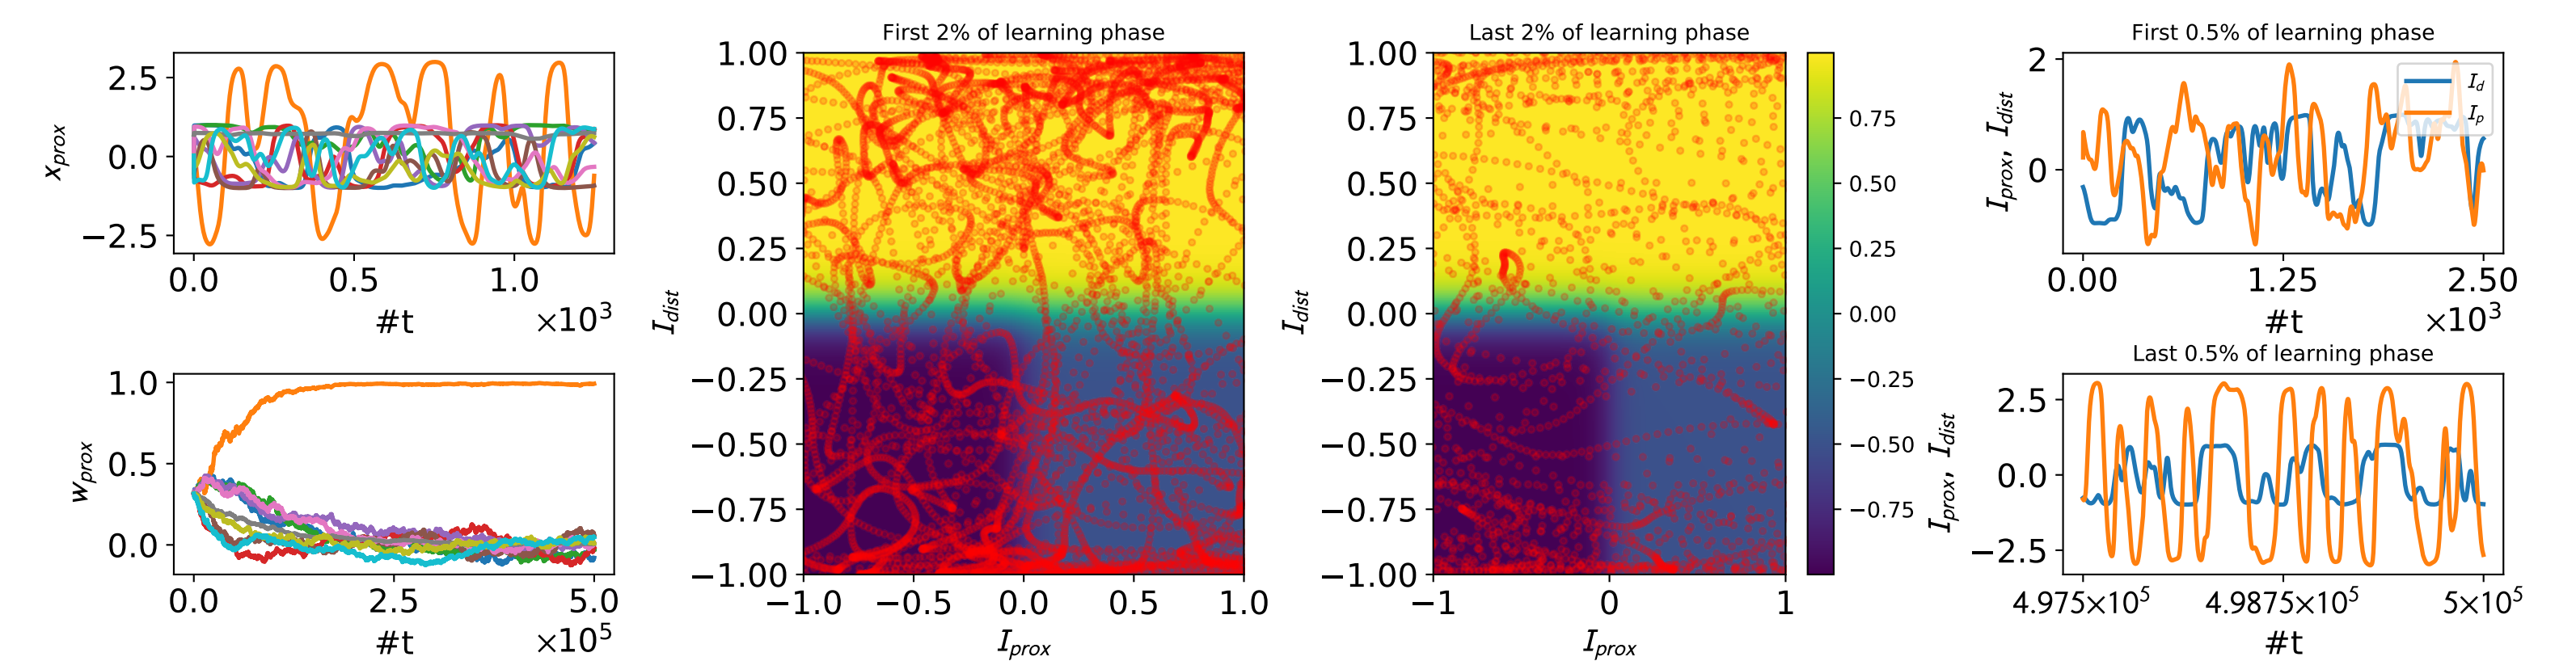 2.5
0.0
−2.5
x_prox
0.0 0.5 1.0
#t ×10³
1.0
0.5
0.0
w_prox
0.0 2.5 5.0
#t ×10⁵
First 2% of learning phase
1.00
0.75
0.50
0.25
0.00
−0.25
−0.50
−0.75
−1.00
I_dist
−1.0 −0.5 0.0 0.5 1.0
I_prox
Last 2% of learning phase
1.00
0.75
0.50
0.25
0.00
−0.25
−0.50
−0.75
−1.00
I_dist
−1 0 1
I_prox
0.75
0.50
0.25
0.00
−0.25
−0.50
−0.75
First 0.5% of learning phase
2
0
I_prox, I_dist
I_d
I_p
0.00 1.25 2.50
#t ×10³
Last 0.5% of learning phase
2.5
0.0
−2.5
I_prox, I_dist
4.975×10⁵ 4.9875×10⁵ 5×10⁵
#t